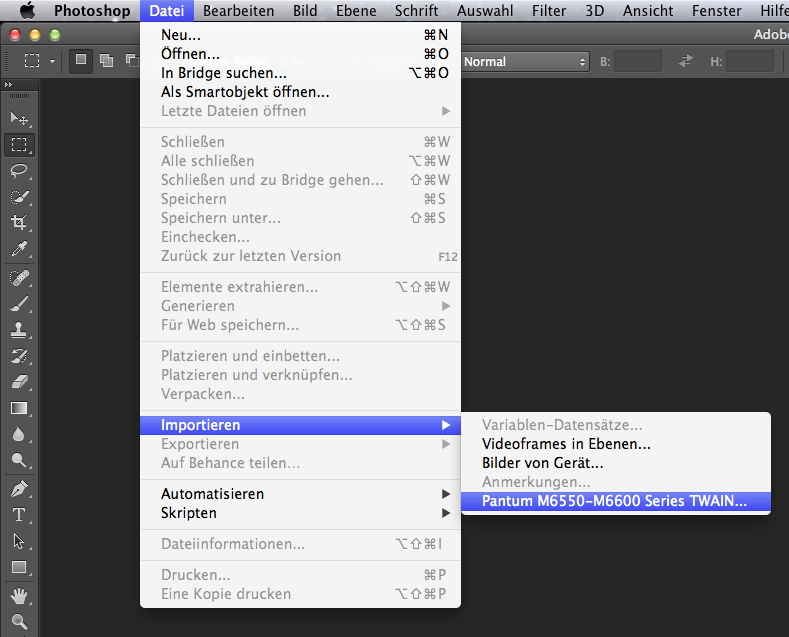 Photoshop Datei Bearbeiten Bild Ebene Schrift Auswahl Filter 3D Ansicht Fenster Hilfe
Adob
Normal B: H:
Neu... ⌘N
Öffnen... ⌘O
In Bridge suchen... ⌥⌘O
Als Smartobjekt öffnen...
Letzte Dateien öffnen
Schließen ⌘W
Alle schließen ⌥⌘W
Schließen und zu Bridge gehen... ⇧⌘W
Speichern ⌘S
Speichern unter... ⇧⌘S
Einchecken...
Zurück zur letzten Version F12
Elemente extrahieren... ⌥⇧⌘W
Generieren
Für Web speichern... ⌥⇧⌘S
Platzieren und einbetten...
Platzieren und verknüpfen...
Verpacken...
Importieren
Exportieren
Auf Behance teilen...
Automatisieren
Skripten
Dateiinformationen... ⌥⇧⌘I
Drucken... ⌘P
Eine Kopie drucken ⌥⇧⌘P
Variablen-Datensätze...
Videoframes in Ebenen...
Bilder von Gerät...
Anmerkungen...
Pantum M6550-M6600 Series TWAIN...